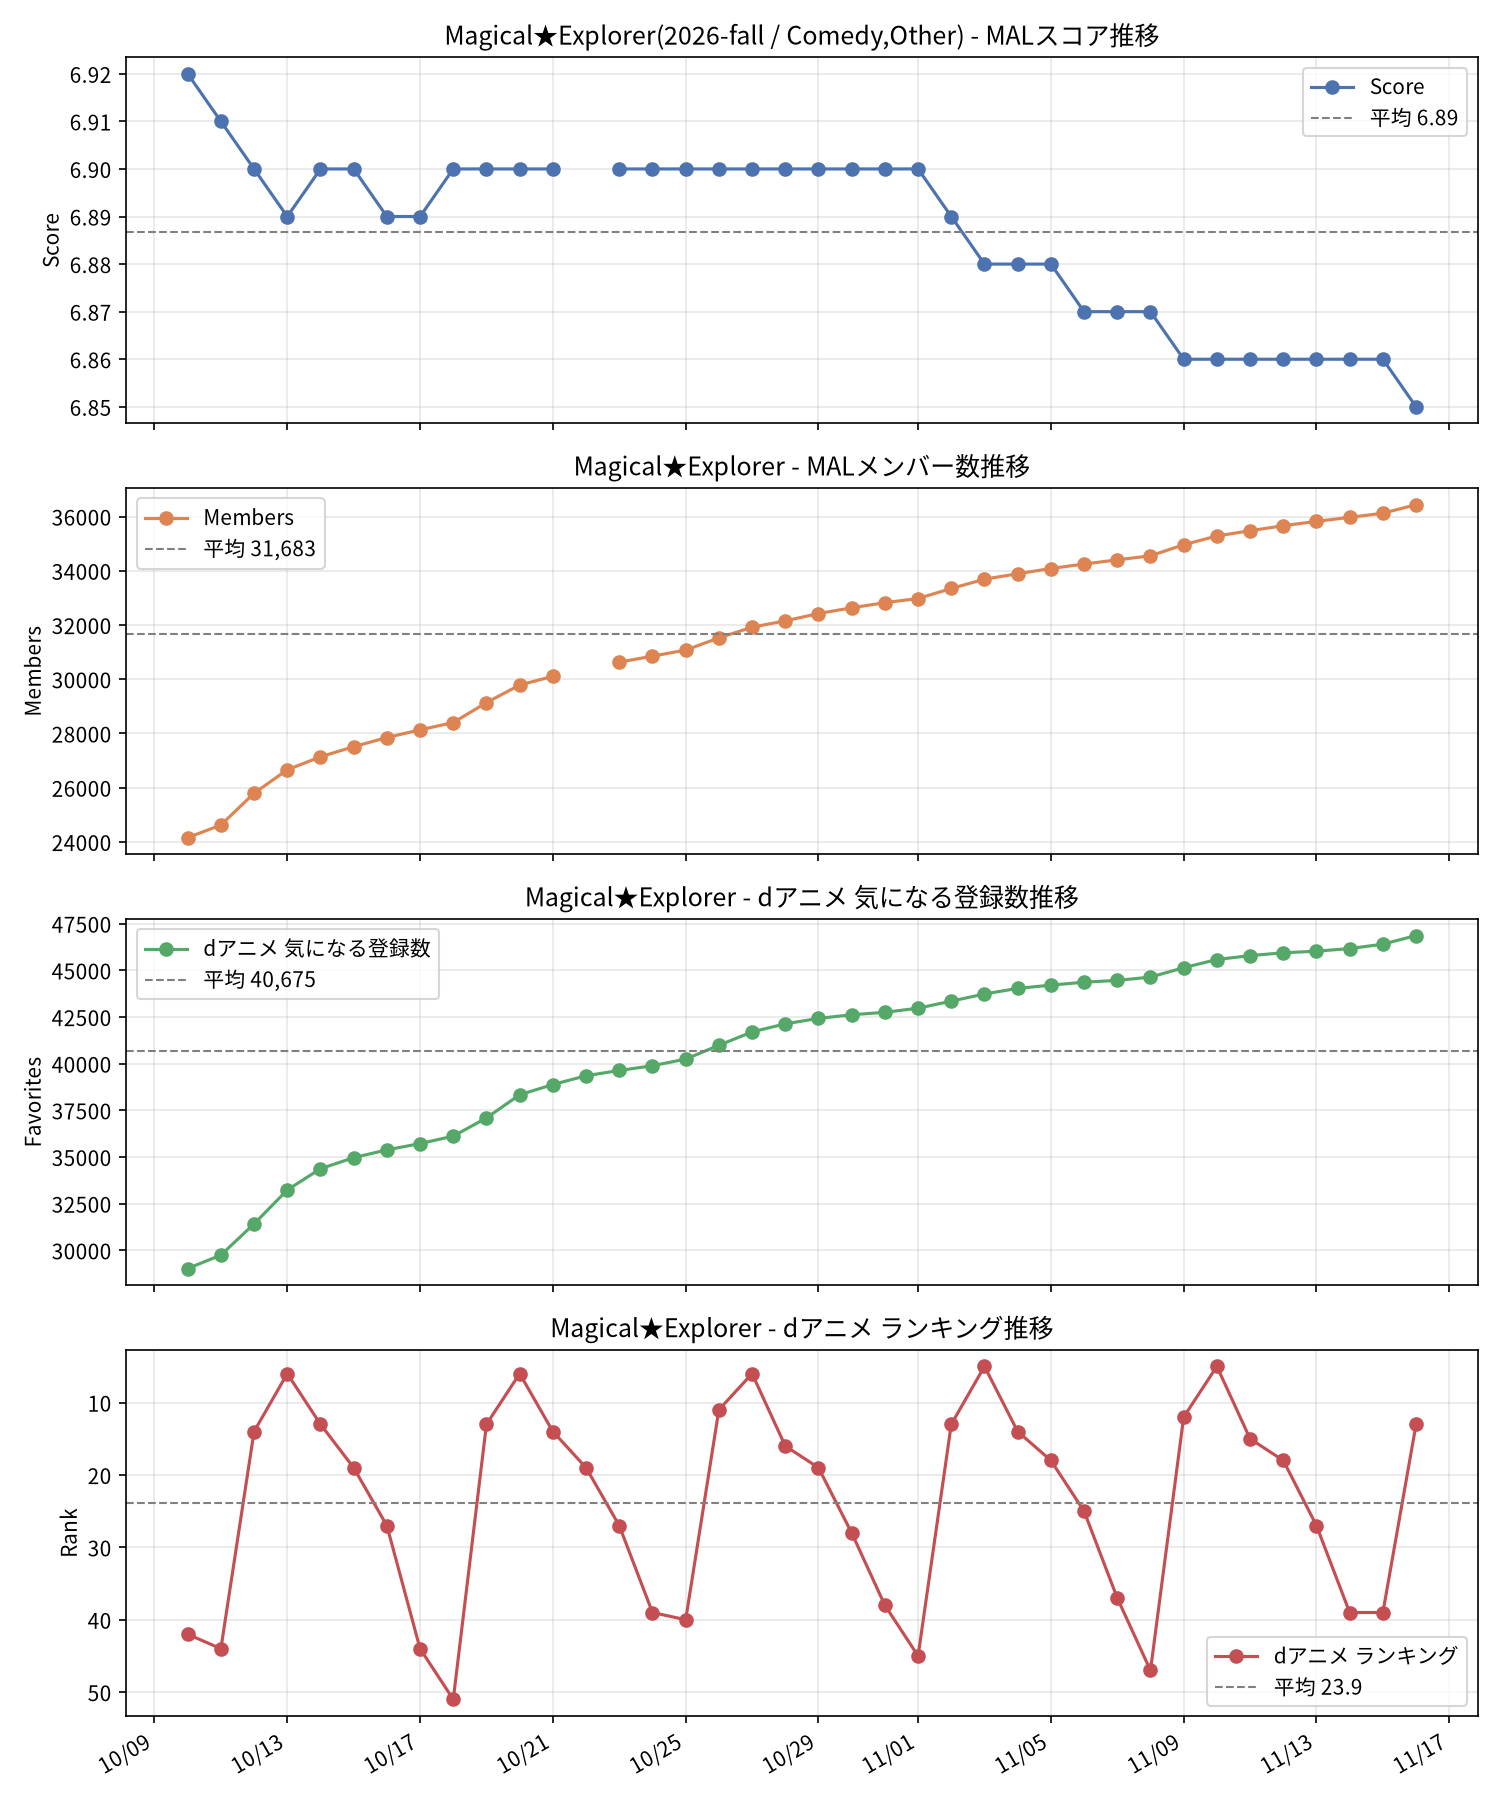 Magical★Explorer(2026-fall / Comedy,Other) - MALスコア推移
Score
平均 6.89
Score
6.92
6.91
6.90
6.89
6.88
6.87
6.86
6.85
Magical★Explorer - MALメンバー数推移
Members
平均 31,683
Members
36000
34000
32000
30000
28000
26000
24000
Magical★Explorer - dアニメ 気になる登録数推移
dアニメ 気になる登録数
平均 40,675
Favorites
47500
45000
42500
40000
37500
35000
32500
30000
Magical★Explorer - dアニメ ランキング推移
Rank
10
20
30
40
50
dアニメ ランキング
平均 23.9
10/09
10/13
10/17
10/21
10/25
10/29
11/01
11/05
11/09
11/13
11/17